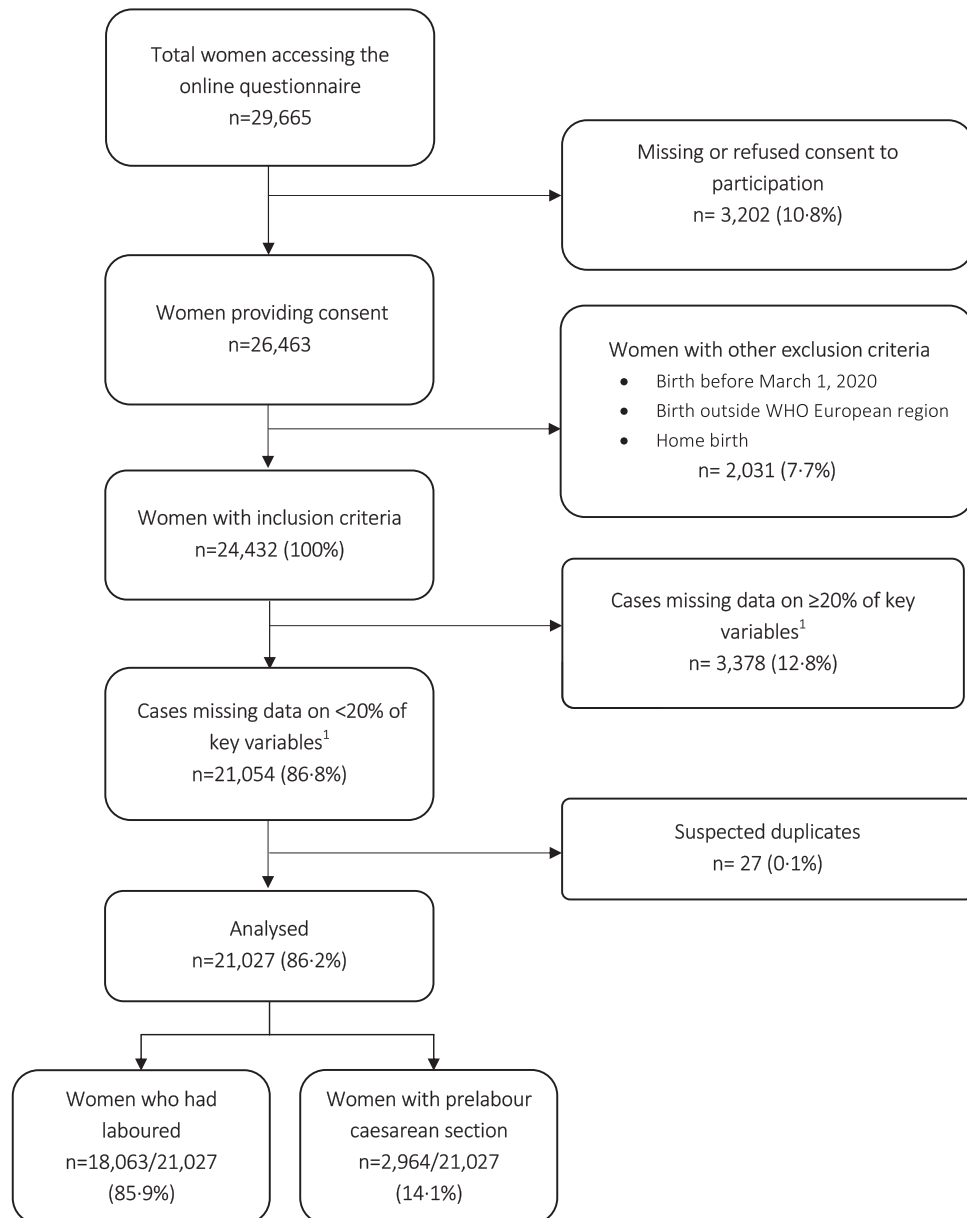 Total women accessing the
online questionnaire
n=29,665
Missing or refused consent to
participation
n= 3,202 (10·8%)
Women providing consent
n=26,463
Women with other exclusion criteria
• Birth before March 1, 2020
• Birth outside WHO European region
• Home birth
n= 2,031 (7·7%)
Women with inclusion criteria
n=24,432 (100%)
Cases missing data on ≥20% of key
variables¹
n= 3,378 (12·8%)
Cases missing data on <20% of
key variables¹
n=21,054 (86·8%)
Suspected duplicates
n= 27 (0·1%)
Analysed
n=21,027 (86·2%)
Women who had
laboured
n=18,063/21,027
(85·9%)
Women with prelabour
caesarean section
n=2,964/21,027
(14·1%)